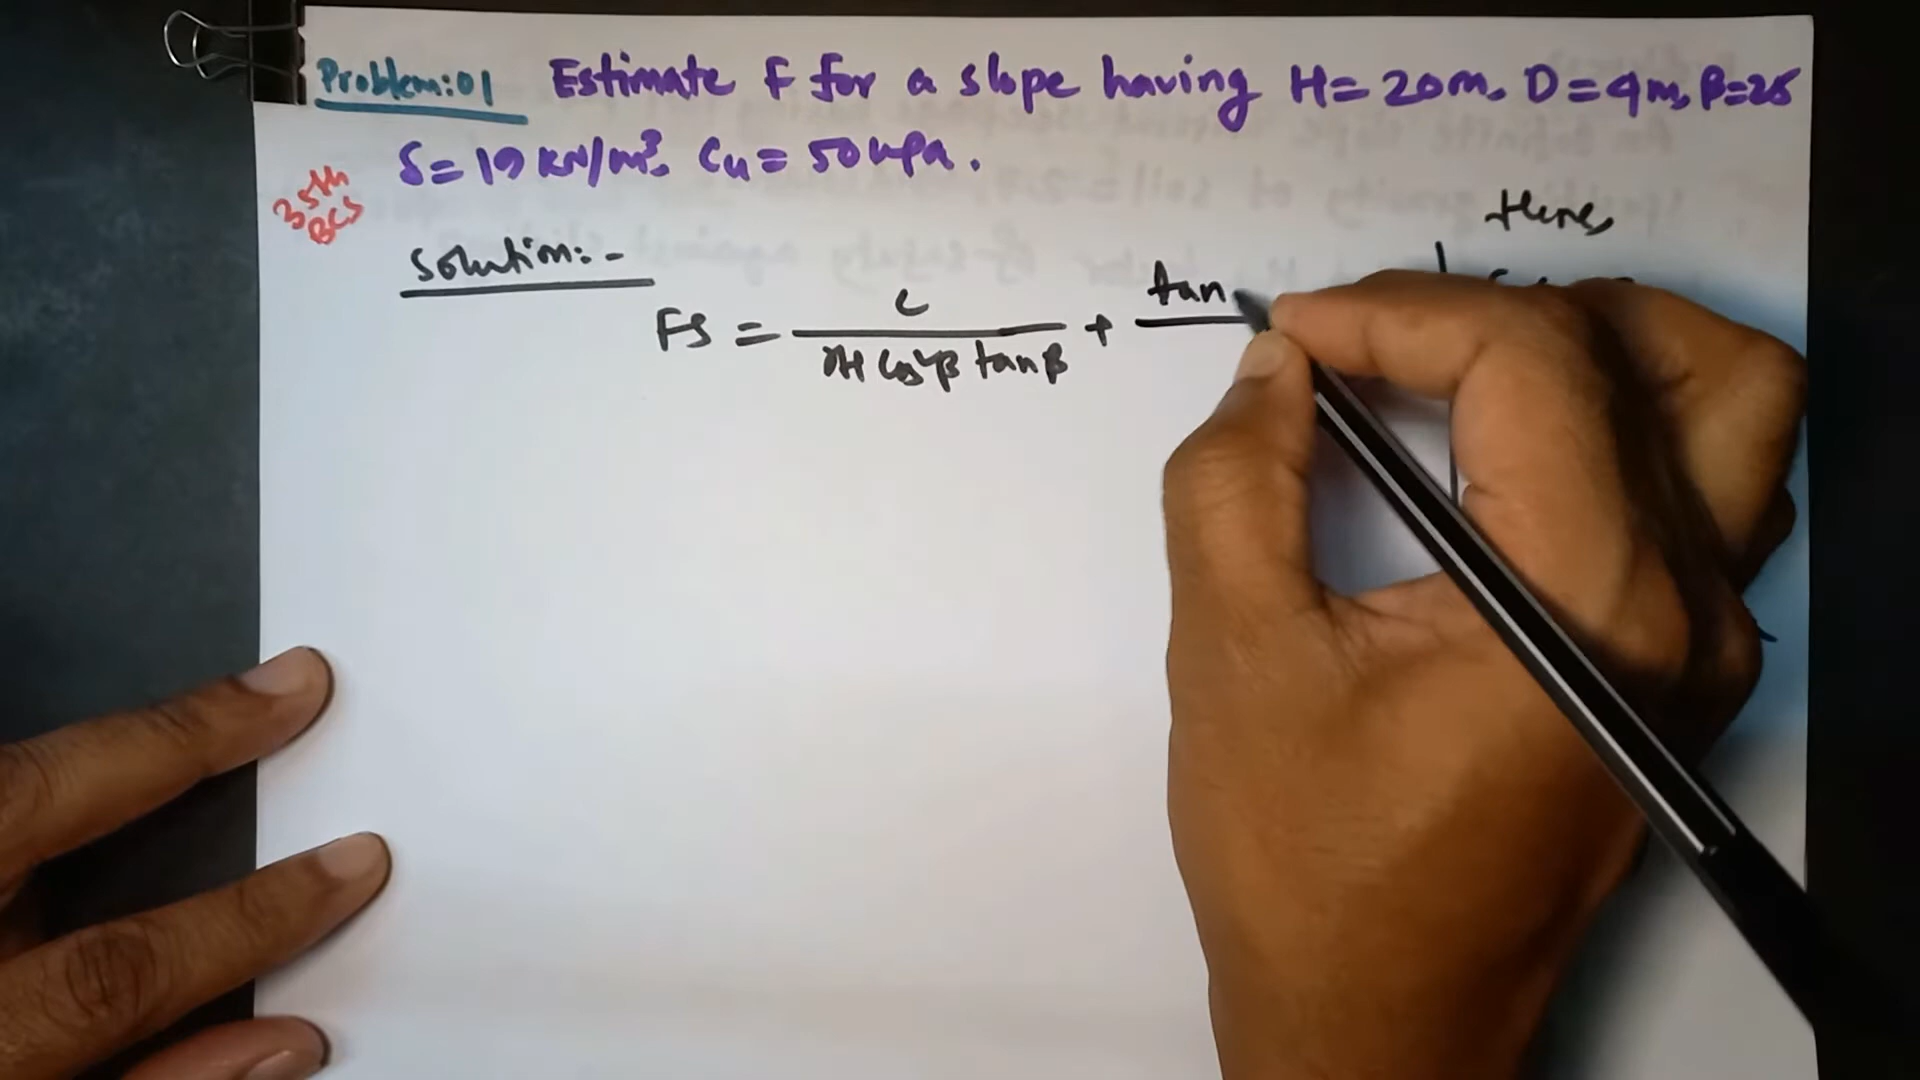 Problem:01 Estimate F for a slope having H=20m, D=4m, β=25
γ=19 kN/m³, Cu=50 kpa.
35th
BCS
Solution:-
Here,
FS = c / γH cos²β tanβ + tan